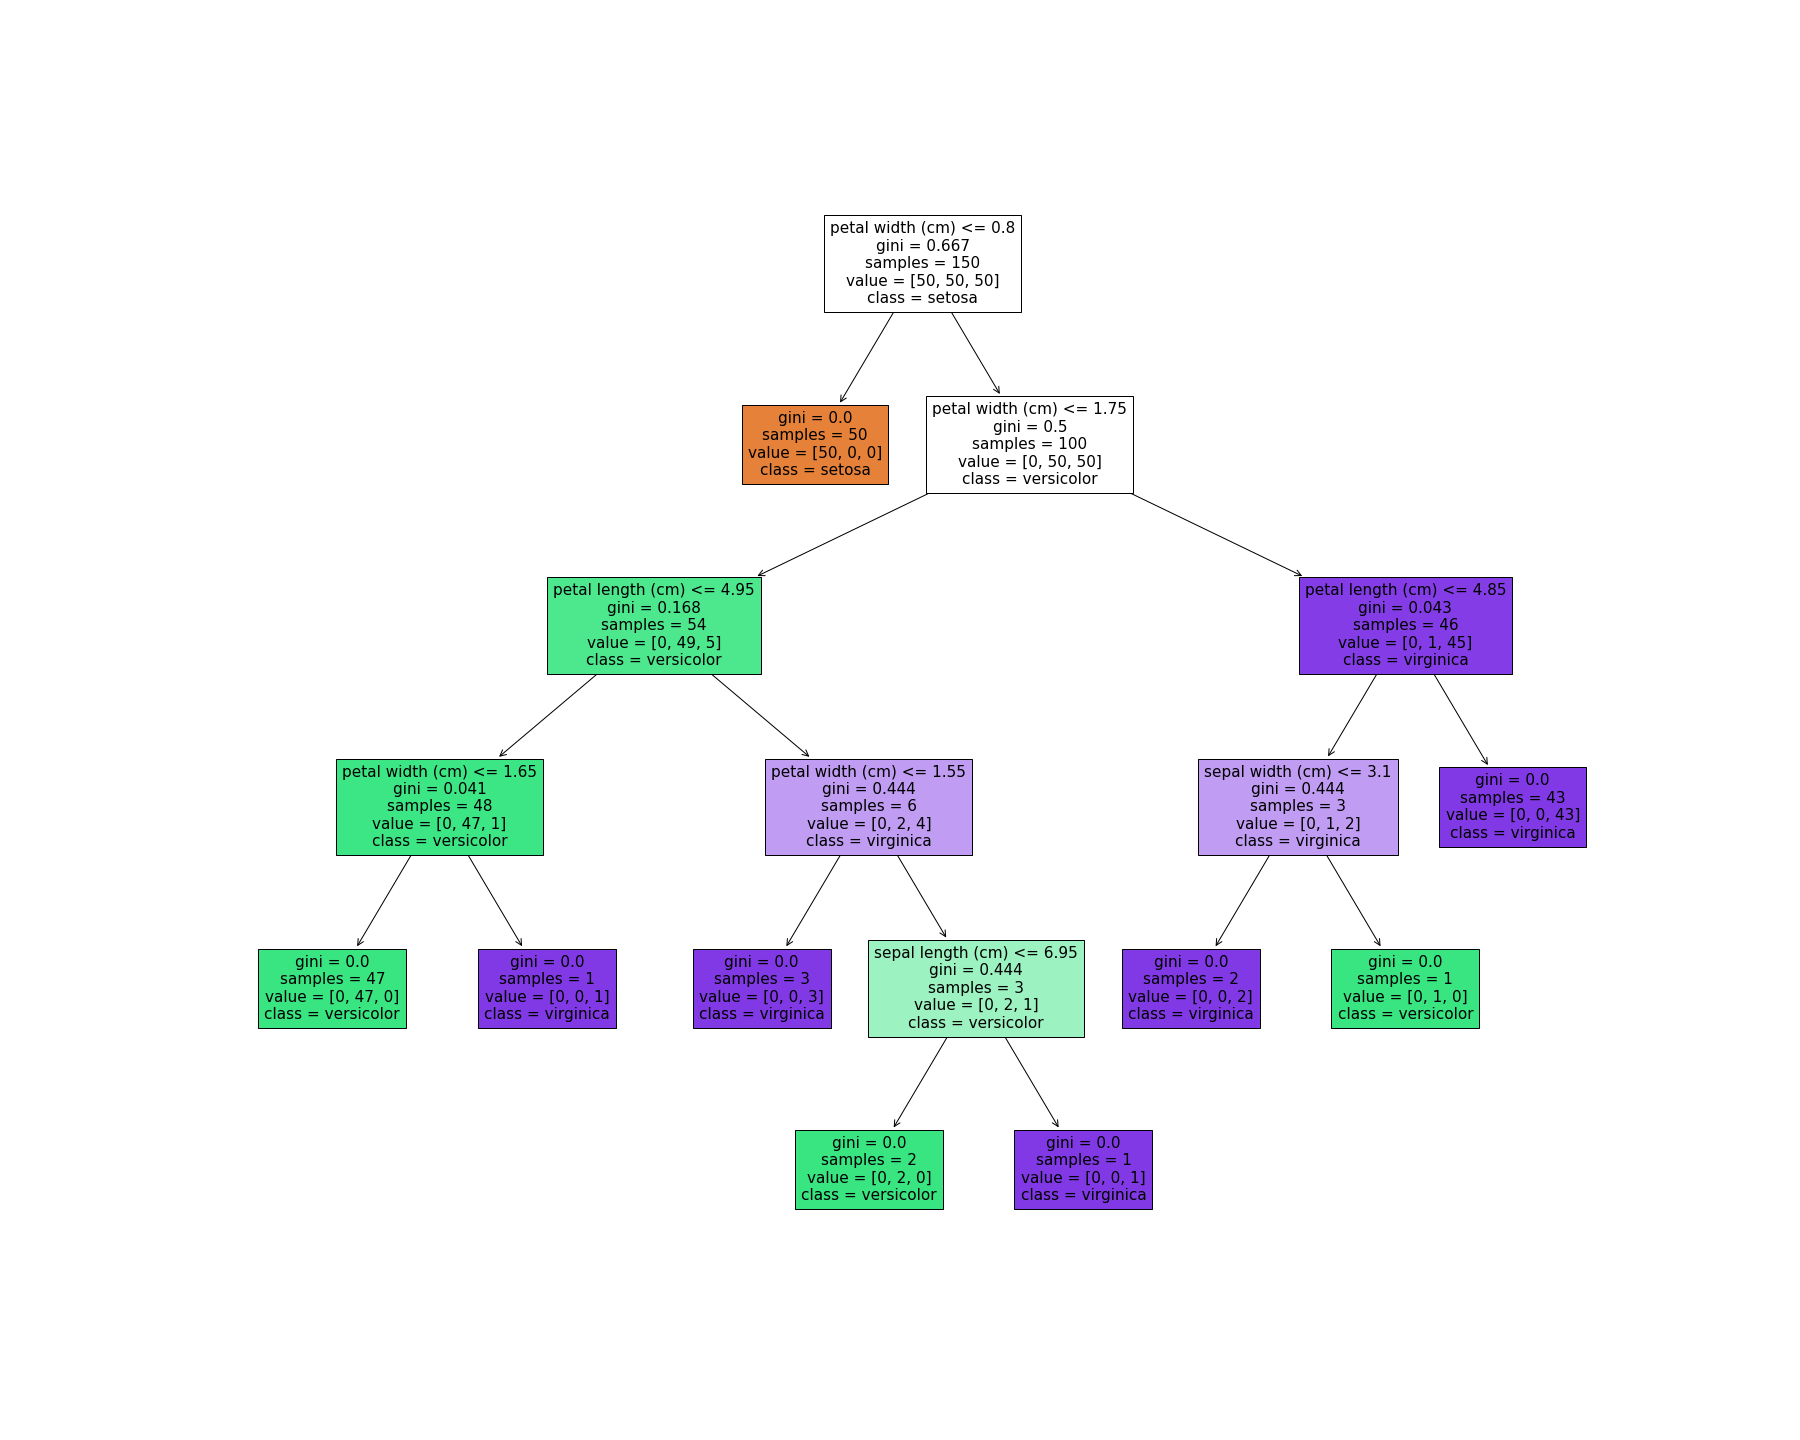 petal width (cm) <= 0.8
gini = 0.667
samples = 150
value = [50, 50, 50]
class = setosa
gini = 0.0
samples = 50
value = [50, 0, 0]
class = setosa
petal width (cm) <= 1.75
gini = 0.5
samples = 100
value = [0, 50, 50]
class = versicolor
petal length (cm) <= 4.95
gini = 0.168
samples = 54
value = [0, 49, 5]
class = versicolor
petal length (cm) <= 4.85
gini = 0.043
samples = 46
value = [0, 1, 45]
class = virginica
petal width (cm) <= 1.65
gini = 0.041
samples = 48
value = [0, 47, 1]
class = versicolor
petal width (cm) <= 1.55
gini = 0.444
samples = 6
value = [0, 2, 4]
class = virginica
sepal width (cm) <= 3.1
gini = 0.444
samples = 3
value = [0, 1, 2]
class = virginica
gini = 0.0
samples = 43
value = [0, 0, 43]
class = virginica
gini = 0.0
samples = 47
value = [0, 47, 0]
class = versicolor
gini = 0.0
samples = 1
value = [0, 0, 1]
class = virginica
gini = 0.0
samples = 3
value = [0, 0, 3]
class = virginica
sepal length (cm) <= 6.95
gini = 0.444
samples = 3
value = [0, 2, 1]
class = versicolor
gini = 0.0
samples = 2
value = [0, 0, 2]
class = virginica
gini = 0.0
samples = 1
value = [0, 1, 0]
class = versicolor
gini = 0.0
samples = 2
value = [0, 2, 0]
class = versicolor
gini = 0.0
samples = 1
value = [0, 0, 1]
class = virginica